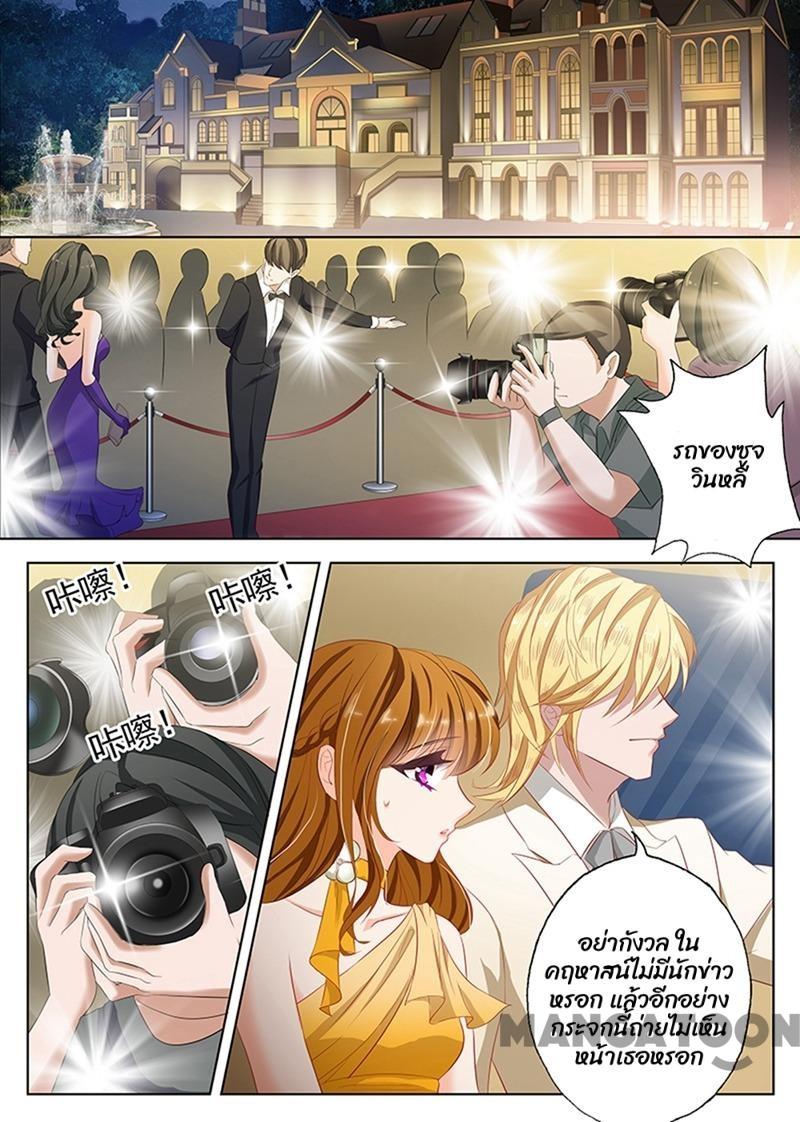 รถของซูจ
วินหลี่
咔嚓!
咔嚓!
咔嚓!
อย่ากังวล ใน
คฤหาสน์ไม่มีนักข่าว
หรอก แล้วอีกอย่าง
กระจกนี้ถ่ายไม่เห็น
หน้าเธอหรอก
MANGATOON